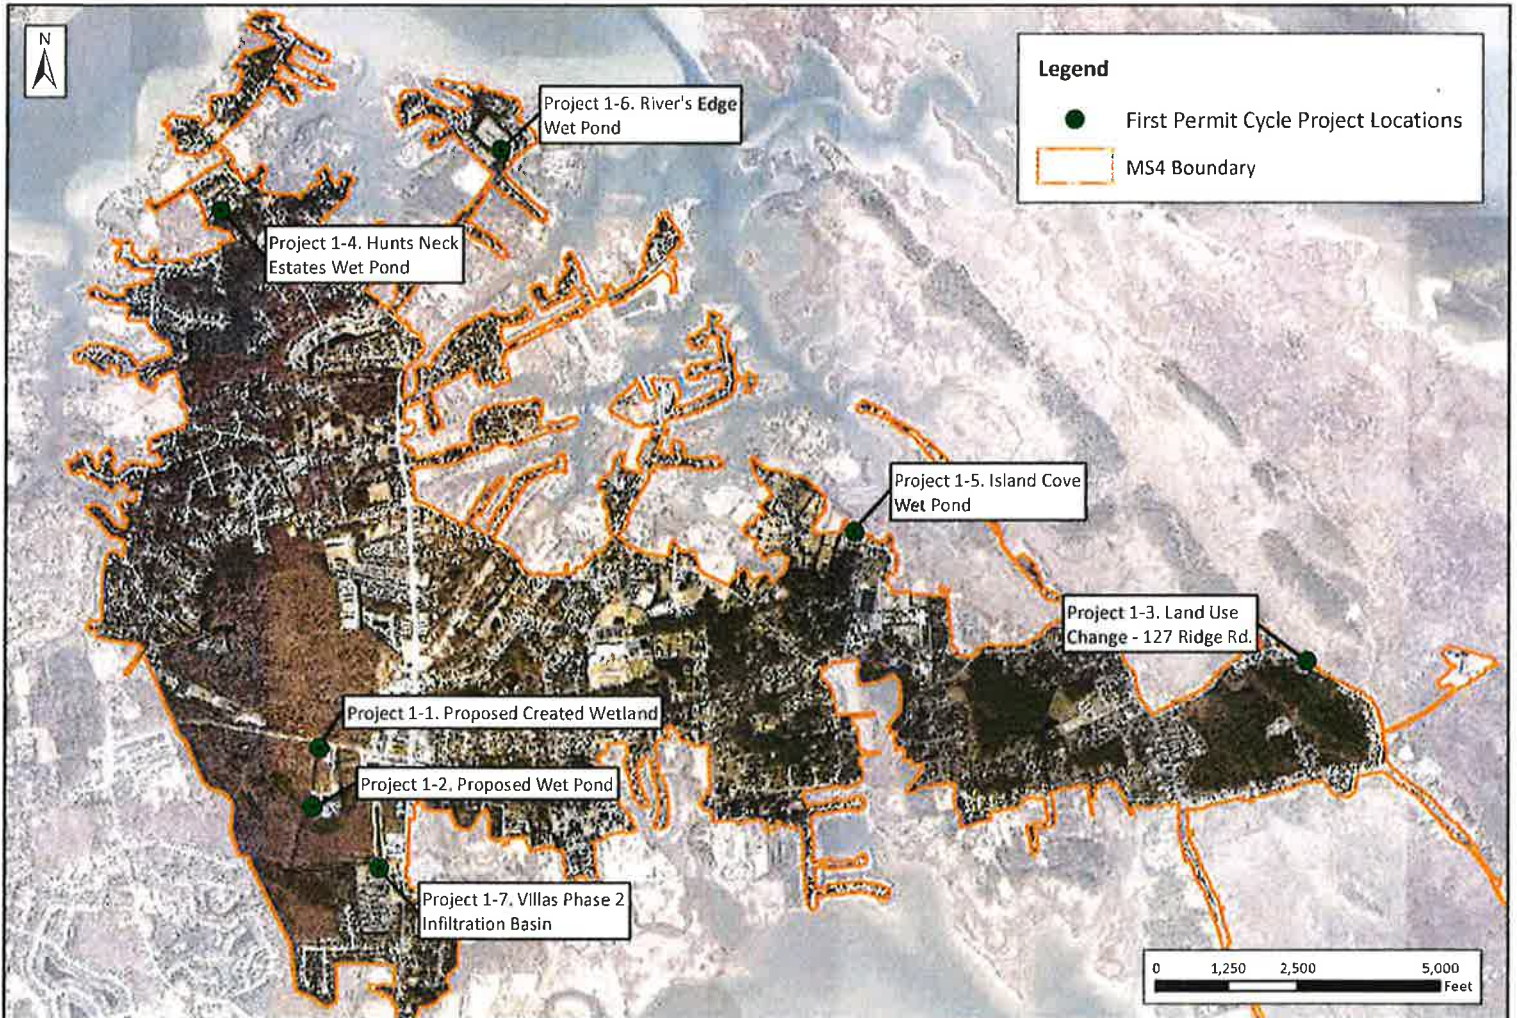 N
Legend
First Permit Cycle Project Locations
MS4 Boundary
Project 1-6. River's Edge
Wet Pond
Project 1-4. Hunts Neck
Estates Wet Pond
Project 1-5. Island Cove
Wet Pond
Project 1-3. Land Use
Change - 127 Ridge Rd.
Project 1-1. Proposed Created Wetland
Project 1-2. Proposed Wet Pond
Project 1-7. Villas Phase 2
Infiltration Basin
0 1,250 2,500 5,000
Feet